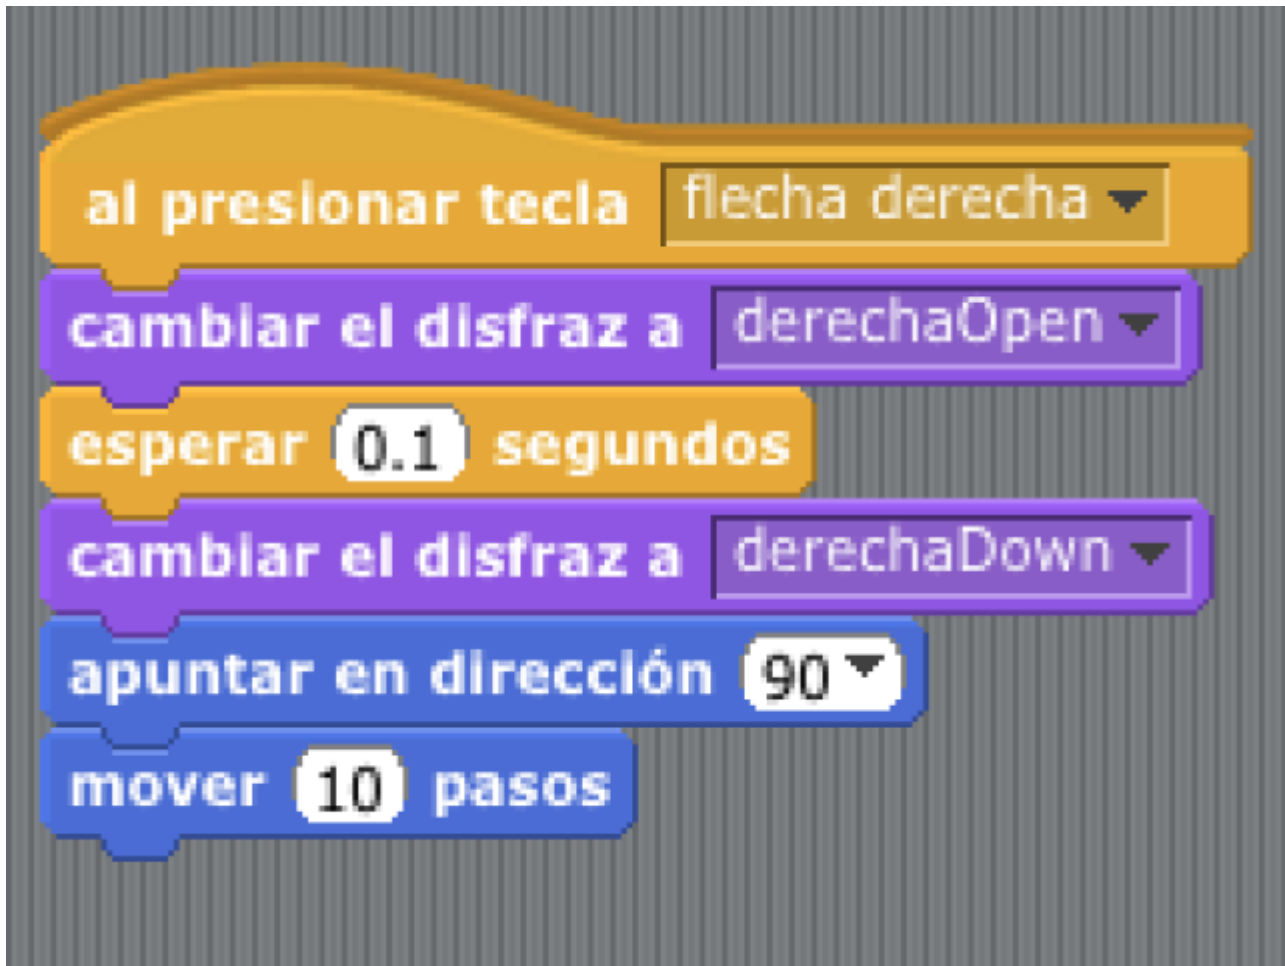 al presionar tecla flecha derecha
cambiar el disfraz a derechaOpen
esperar 0.1 segundos
cambiar el disfraz a derechaDown
apuntar en dirección 90
mover 10 pasos